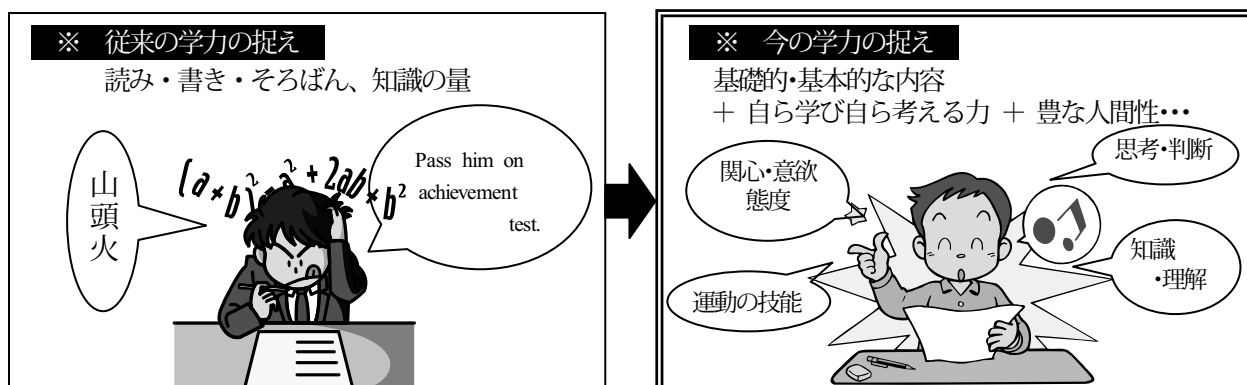 ※ 従来の学力の捉え
読み・書き・そろばん、知識の量
山頭火
(a+b)²=a²+2ab+b²
Pass him on
achievement
test.
※ 今の学力の捉え
基礎的・基本的な内容
+ 自ら学び自ら考える力 + 豊な人間性…
関心・意欲
態度
思考・判断
知識
・理解
運動の技能